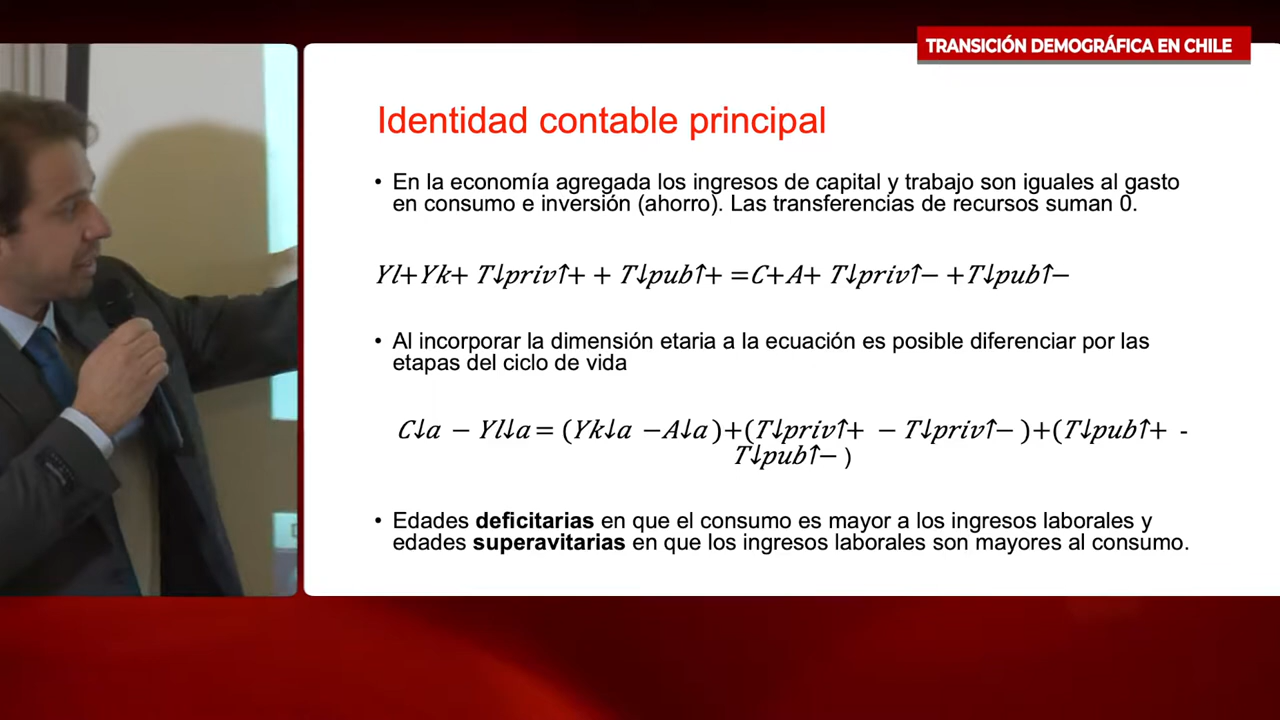 TRANSICIÓN DEMOGRÁFICA EN CHILE
Identidad contable principal
• En la economía agregada los ingresos de capital y trabajo son iguales al gasto
en consumo e inversión (ahorro). Las transferencias de recursos suman 0.
Yl+Yk+ T↓priv↑+ + T↓pub↑+ =C+A+ T↓priv↑− +T↓pub↑−
• Al incorporar la dimensión etaria a la ecuación es posible diferenciar por las
etapas del ciclo de vida
C↓a − Yl↓a = (Yk↓a −A↓a )+(T↓priv↑+ − T↓priv↑− )+(T↓pub↑+ -
T↓pub↑− )
• Edades deficitarias en que el consumo es mayor a los ingresos laborales y
edades superavitarias en que los ingresos laborales son mayores al consumo.